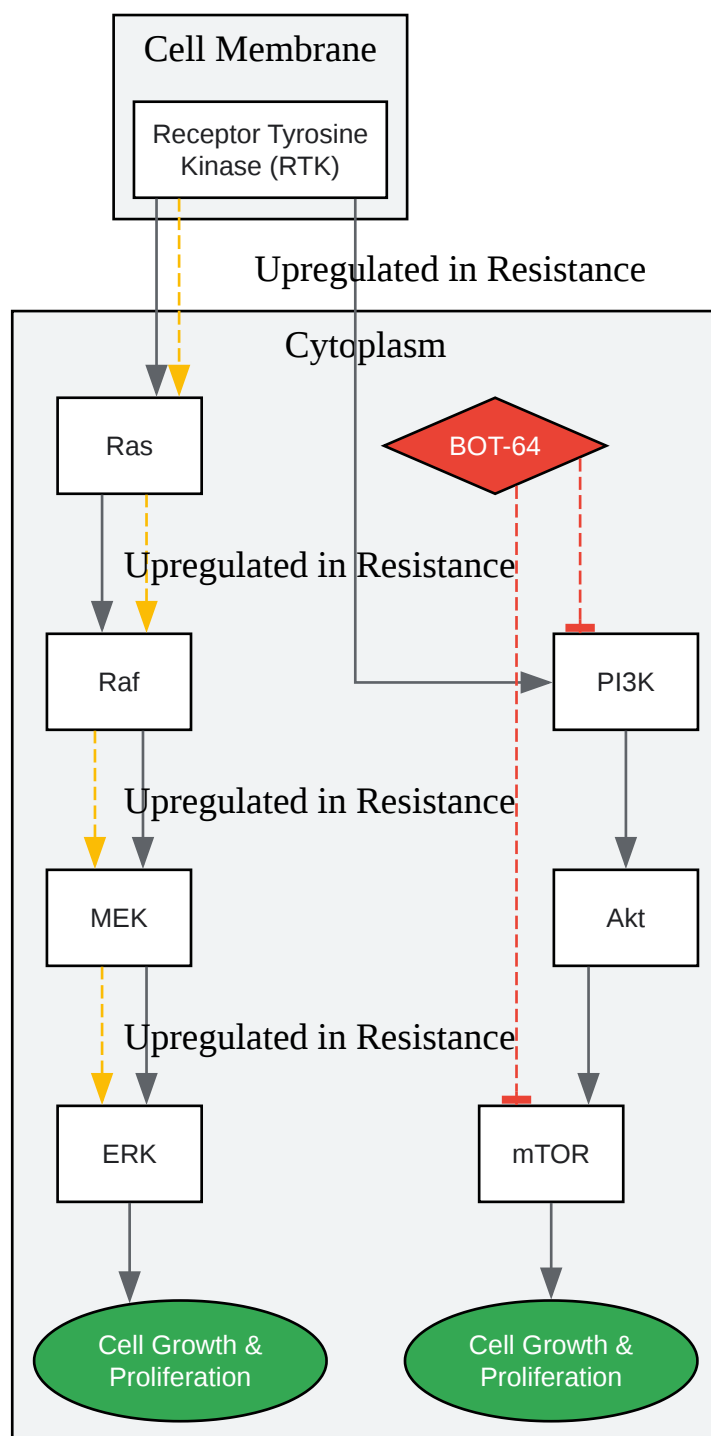 Cell Membrane
Receptor Tyrosine
Kinase (RTK)
Upregulated in Resistance
Cytoplasm
Ras
BOT-64
Upregulated in Resistance
Raf
PI3K
Upregulated in Resistance
MEK
Akt
Upregulated in Resistance
ERK
mTOR
Cell Growth &
Proliferation
Cell Growth &
Proliferation